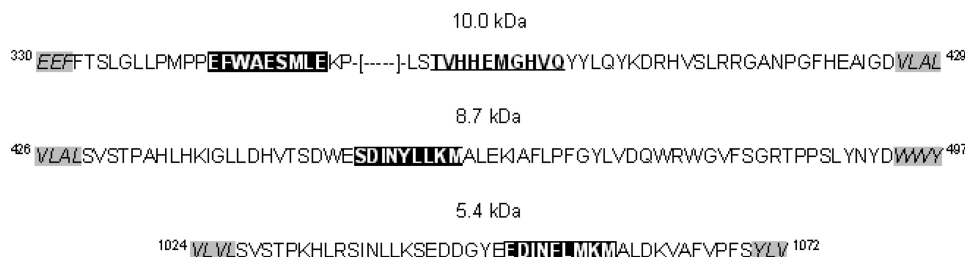 10.0 kDa
330 EEFFTSLGLLPMPPEFWAESMLEKP-[-----]-LSTVHHEMGHVQYYLQYKDRHVSLRRGANPGFHEAIGDVLAL 429
8.7 kDa
426 VLALSVSTPAHLHKIGLLDHVTSDWESDINYLLKMALEKIAFLPFGYLVDQWRWGVFSGRTPPSLYNYDWWY 497
5.4 kDa
1024 VLVLSVSTPKHLRSINLLKSEDDGYEEDINFLMKMALDKVAFVPFSYLV 1072